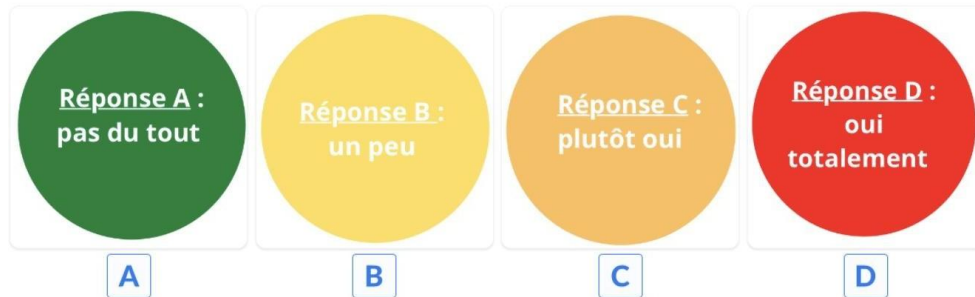 Réponse A :
pas du tout
Réponse B :
un peu
Réponse C :
plutôt oui
Réponse D :
oui
totalement
A
B
C
D